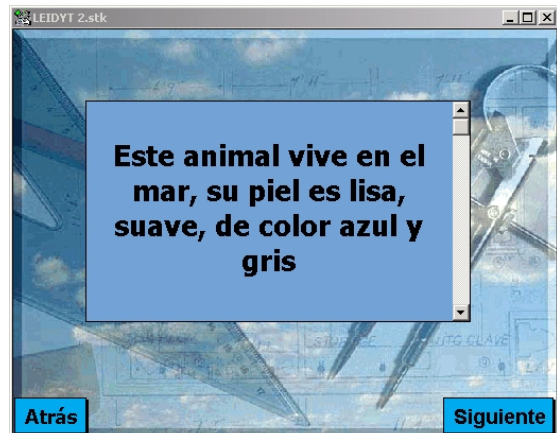 LEIDYT 2.stk
Este animal vive en el
mar, su piel es lisa,
suave, de color azul y
gris
Atrás
Siguiente